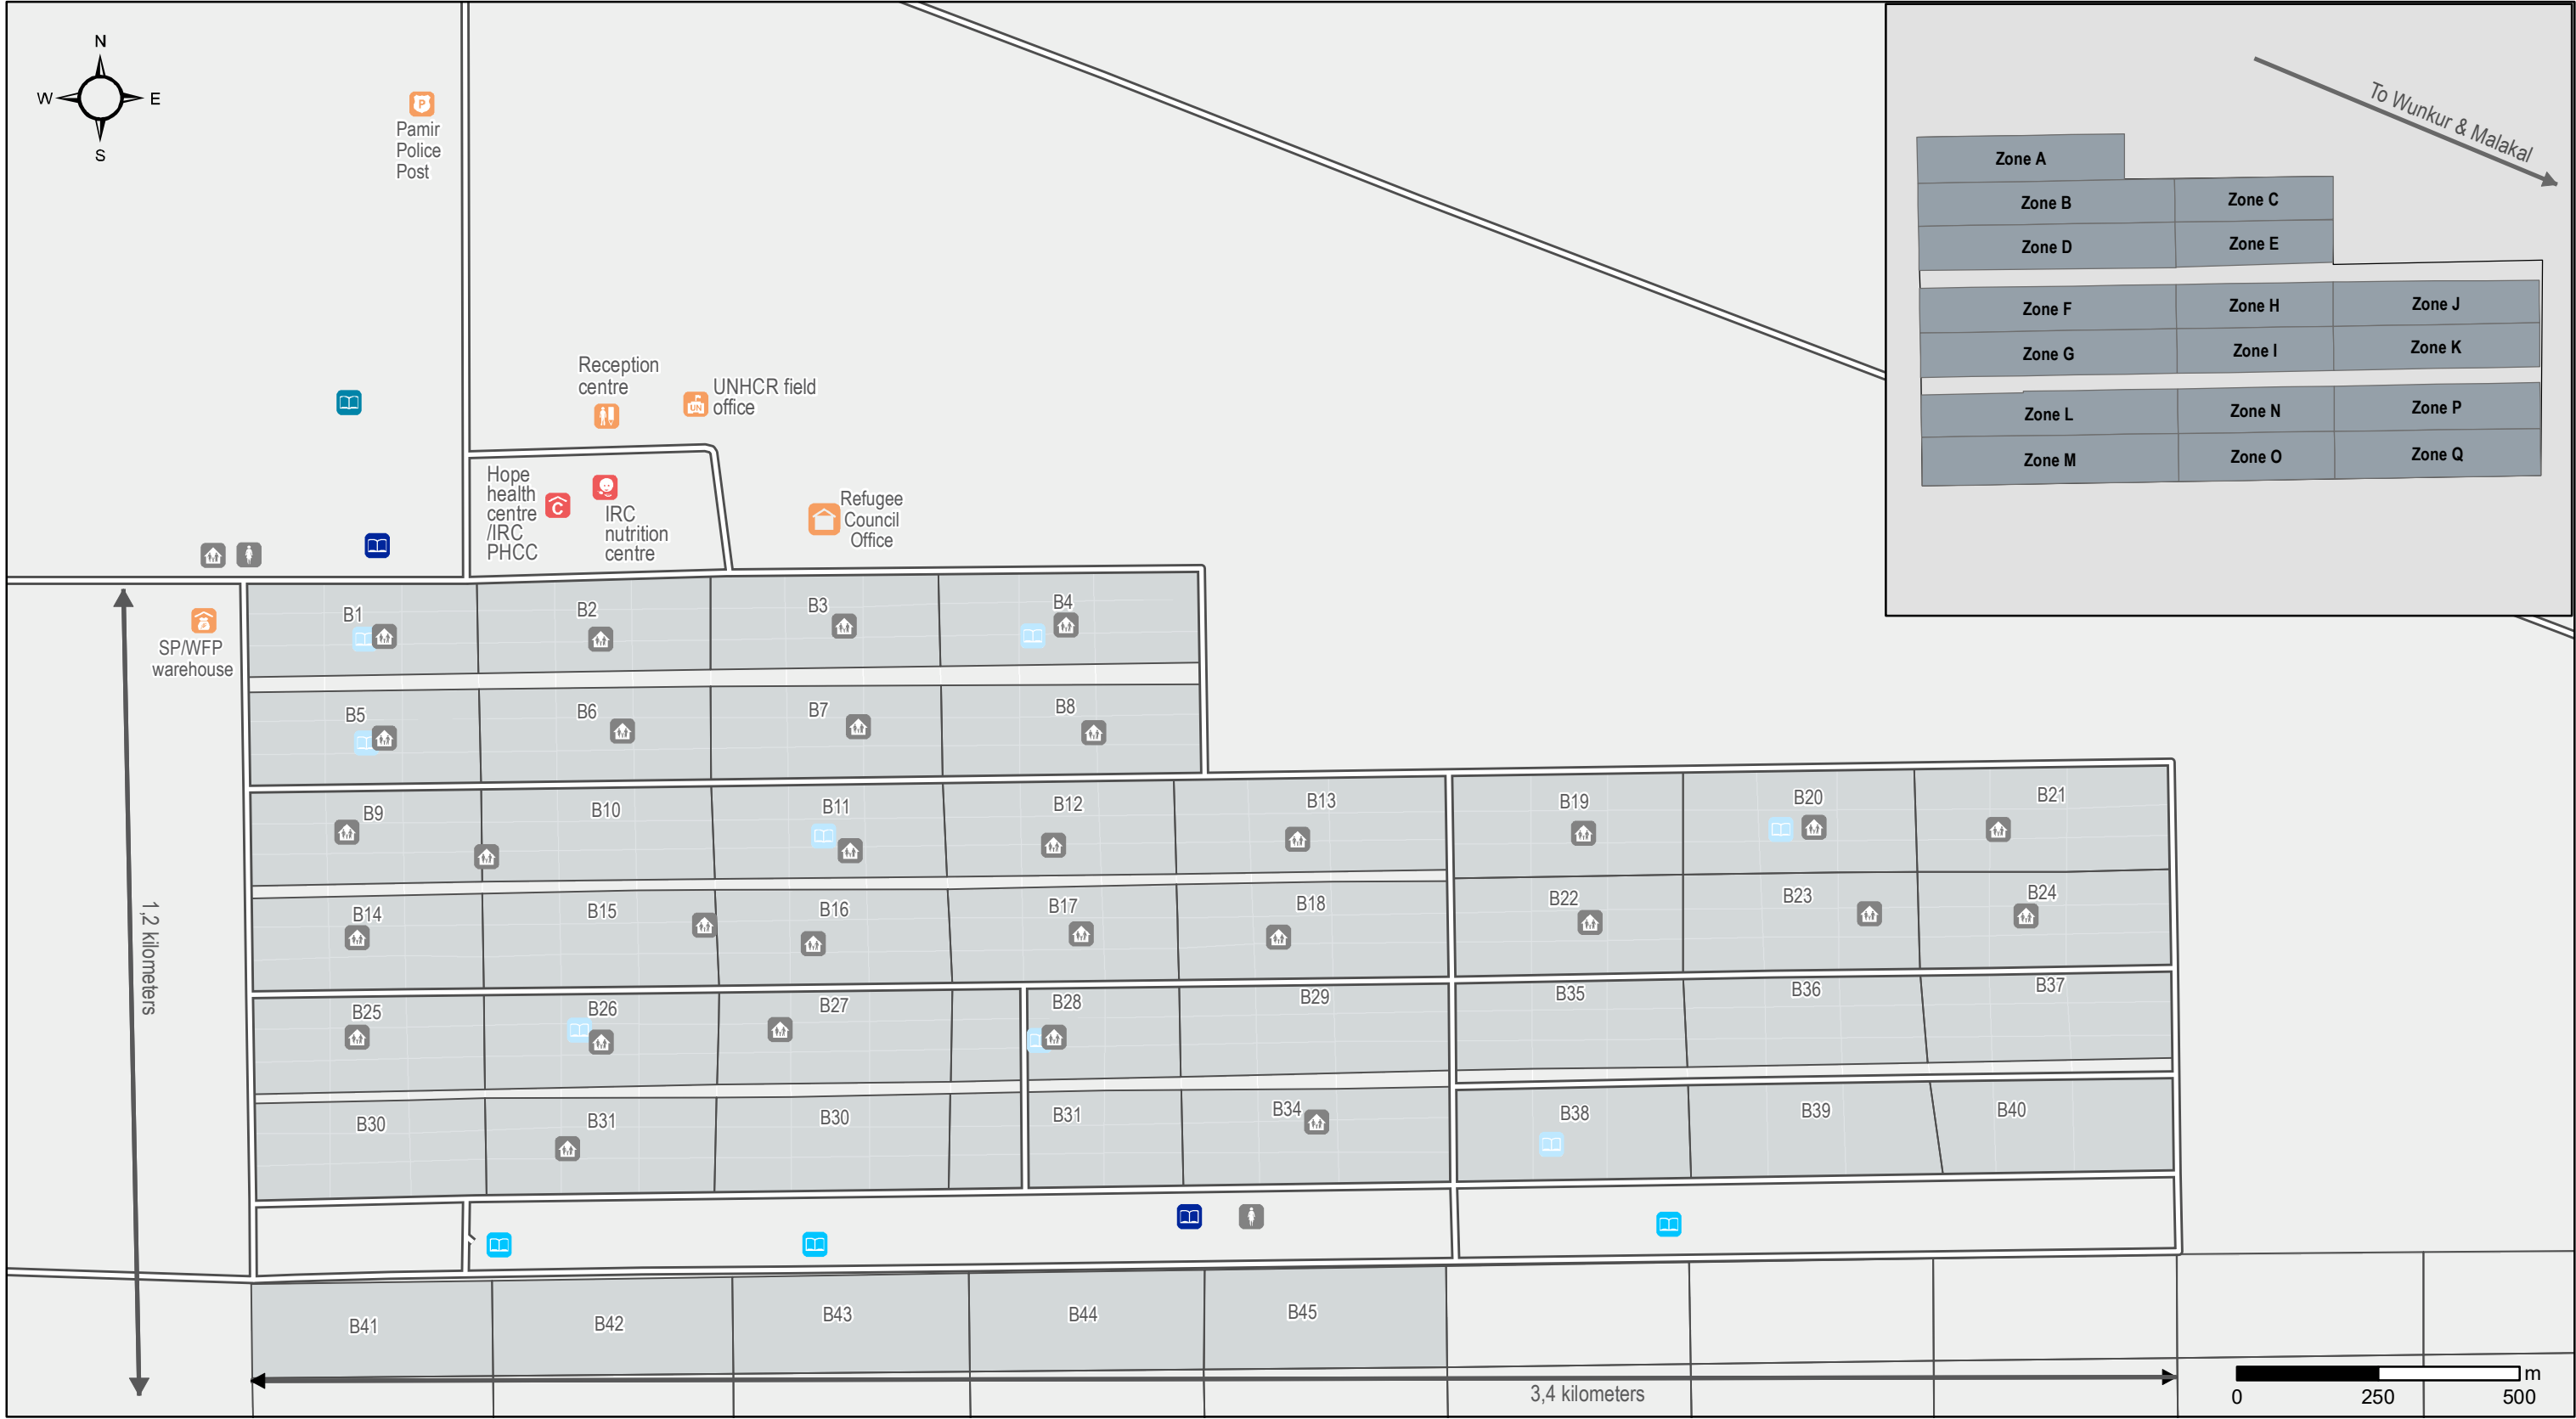 N
W E
S
P
Pamir
Police
Post
Reception
centre
UN
UNHCR field
office
Hope
health
centre
/IRC
PHCC
C
IRC
nutrition
centre
Refugee
Council
Office
SP/WFP
warehouse
1,2 kilometers
B1
B2
B3
B4
B5
B6
B7
B8
B9
B10
B11
B12
B13
B19
B20
B21
B14
B15
B16
B17
B18
B22
B23
B24
B25
B26
B27
B28
B29
B35
B36
B37
B30
B31
B30
B31
B34
B38
B39
B40
B41
B42
B43
B44
B45
3,4 kilometers
m
0 250 500
To Wunkur & Malakal
Zone A
Zone B
Zone C
Zone D
Zone E
Zone F
Zone H
Zone J
Zone G
Zone I
Zone K
Zone L
Zone N
Zone P
Zone M
Zone O
Zone Q